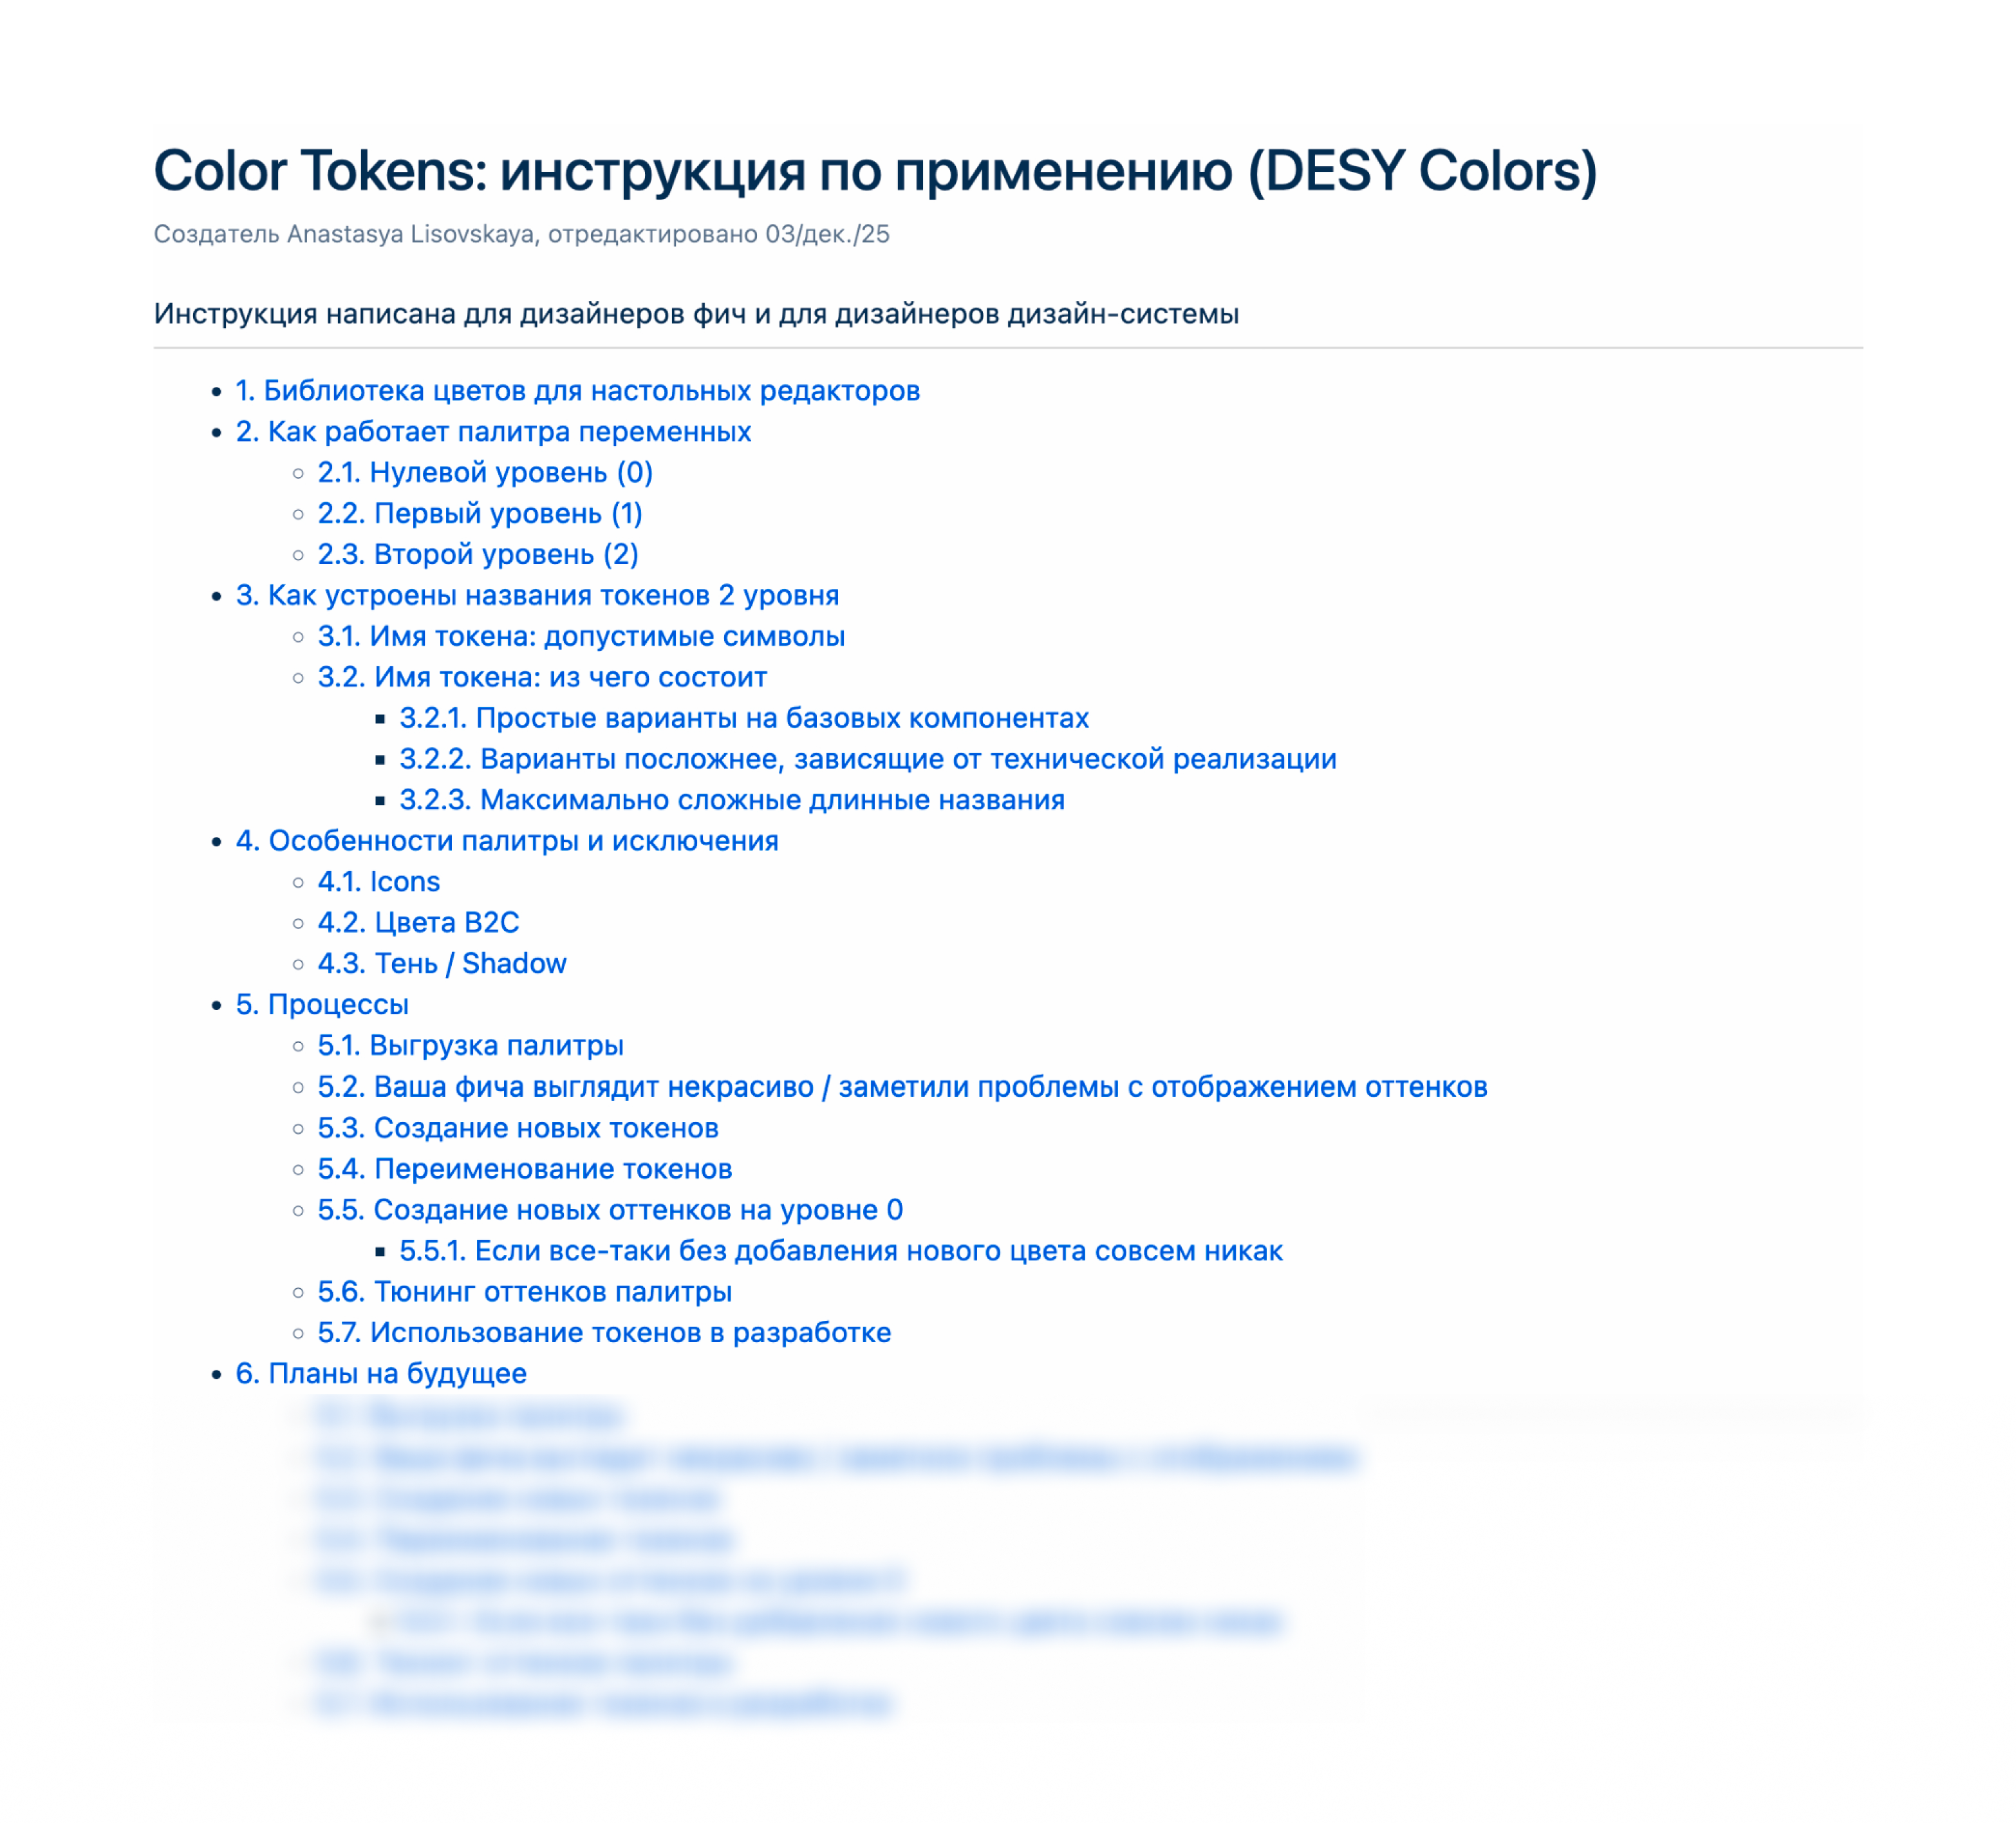 Color Tokens: инструкция по применению (DESY Colors)
Создатель Anastasya Lisovskaya, отредактировано 03/дек./25
Инструкция написана для дизайнеров фич и для дизайнеров дизайн-системы
• 1. Библиотека цветов для настольных редакторов
• 2. Как работает палитра переменных
○ 2.1. Нулевой уровень (0)
○ 2.2. Первый уровень (1)
○ 2.3. Второй уровень (2)
• 3. Как устроены названия токенов 2 уровня
○ 3.1. Имя токена: допустимые символы
○ 3.2. Имя токена: из чего состоит
▪ 3.2.1. Простые варианты на базовых компонентах
▪ 3.2.2. Варианты посложнее, зависящие от технической реализации
▪ 3.2.3. Максимально сложные длинные названия
• 4. Особенности палитры и исключения
○ 4.1. Icons
○ 4.2. Цвета B2C
○ 4.3. Тень / Shadow
• 5. Процессы
○ 5.1. Выгрузка палитры
○ 5.2. Ваша фича выглядит некрасиво / заметили проблемы с отображением оттенков
○ 5.3. Создание новых токенов
○ 5.4. Переименование токенов
○ 5.5. Создание новых оттенков на уровне 0
▪ 5.5.1. Если все-таки без добавления нового цвета совсем никак
○ 5.6. Тюнинг оттенков палитры
○ 5.7. Использование токенов в разработке
• 6. Планы на будущее